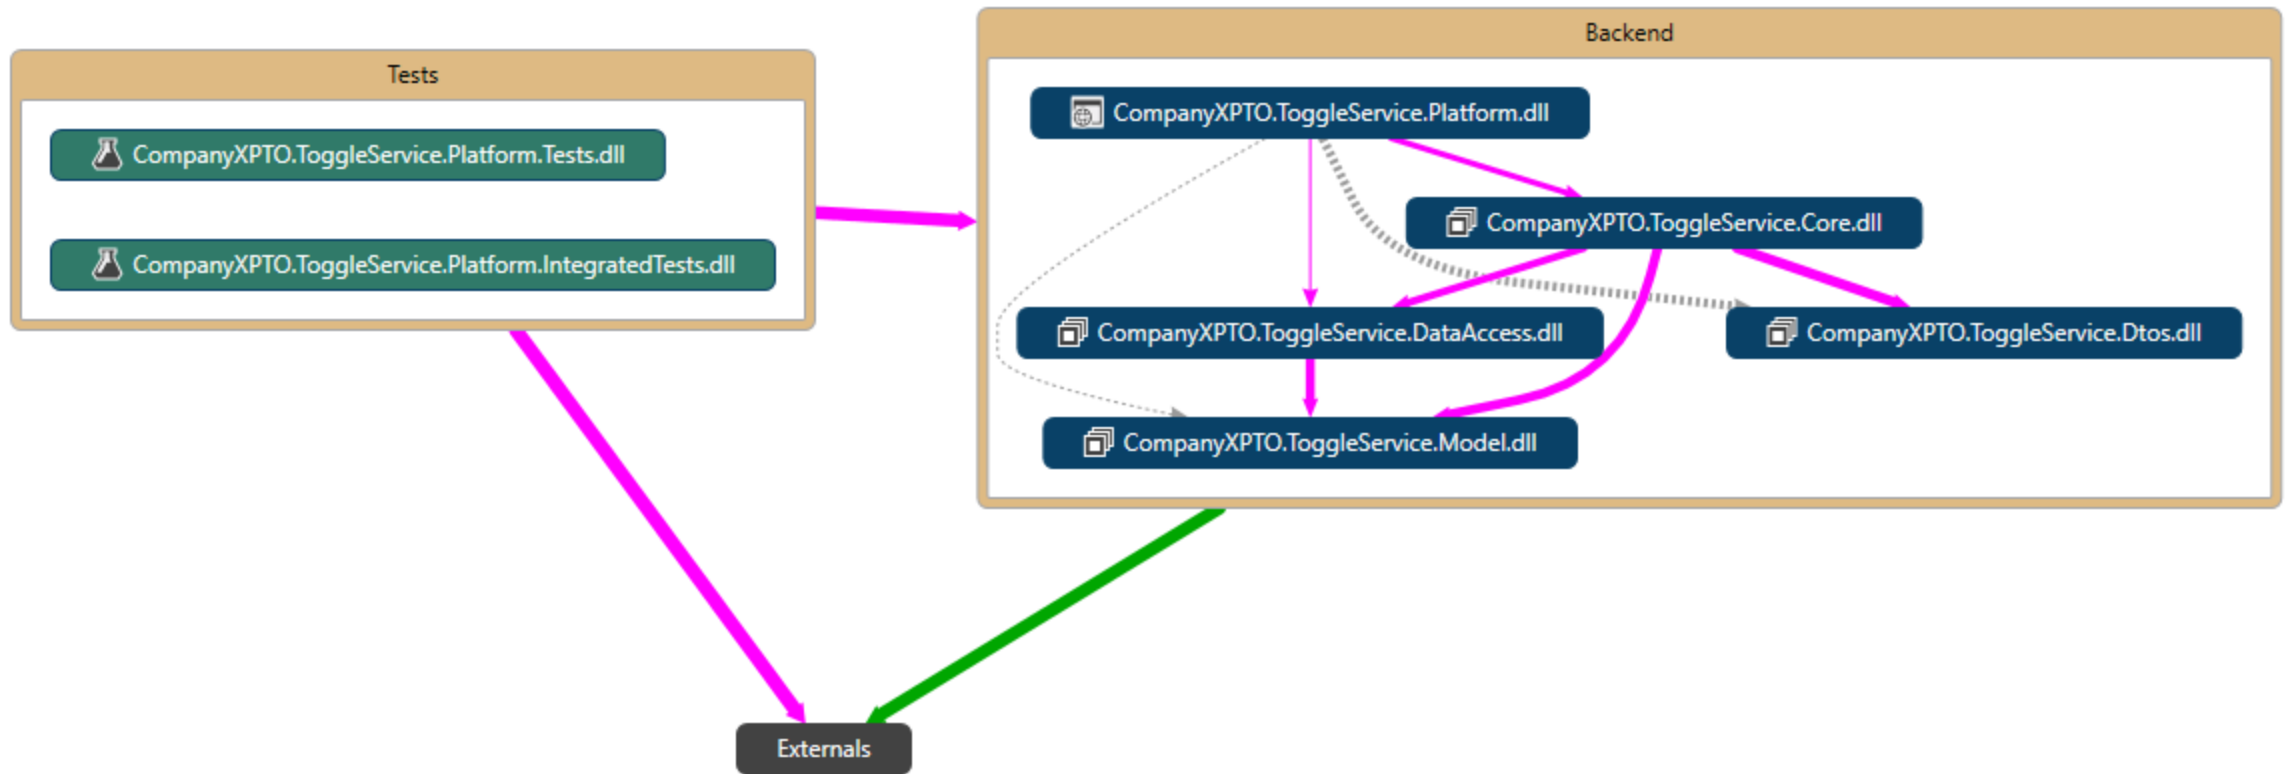 Tests
CompanyXPTO.ToggleService.Platform.Tests.dll
CompanyXPTO.ToggleService.Platform.IntegratedTests.dll
Backend
CompanyXPTO.ToggleService.Platform.dll
CompanyXPTO.ToggleService.Core.dll
CompanyXPTO.ToggleService.DataAccess.dll
CompanyXPTO.ToggleService.Dtos.dll
CompanyXPTO.ToggleService.Model.dll
Externals